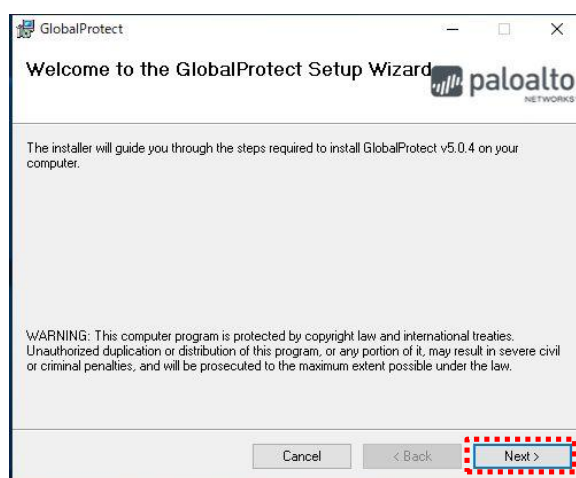 GlobalProtect
Welcome to the GlobalProtect Setup Wizard
paloalto
NETWORKS
The installer will guide you through the steps required to install GlobalProtect v5.0.4 on your
computer.
WARNING: This computer program is protected by copyright law and international treaties.
Unauthorized duplication or distribution of this program, or any portion of it, may result in severe civil
or criminal penalties, and will be prosecuted to the maximum extent possible under the law.
Cancel < Back Next >